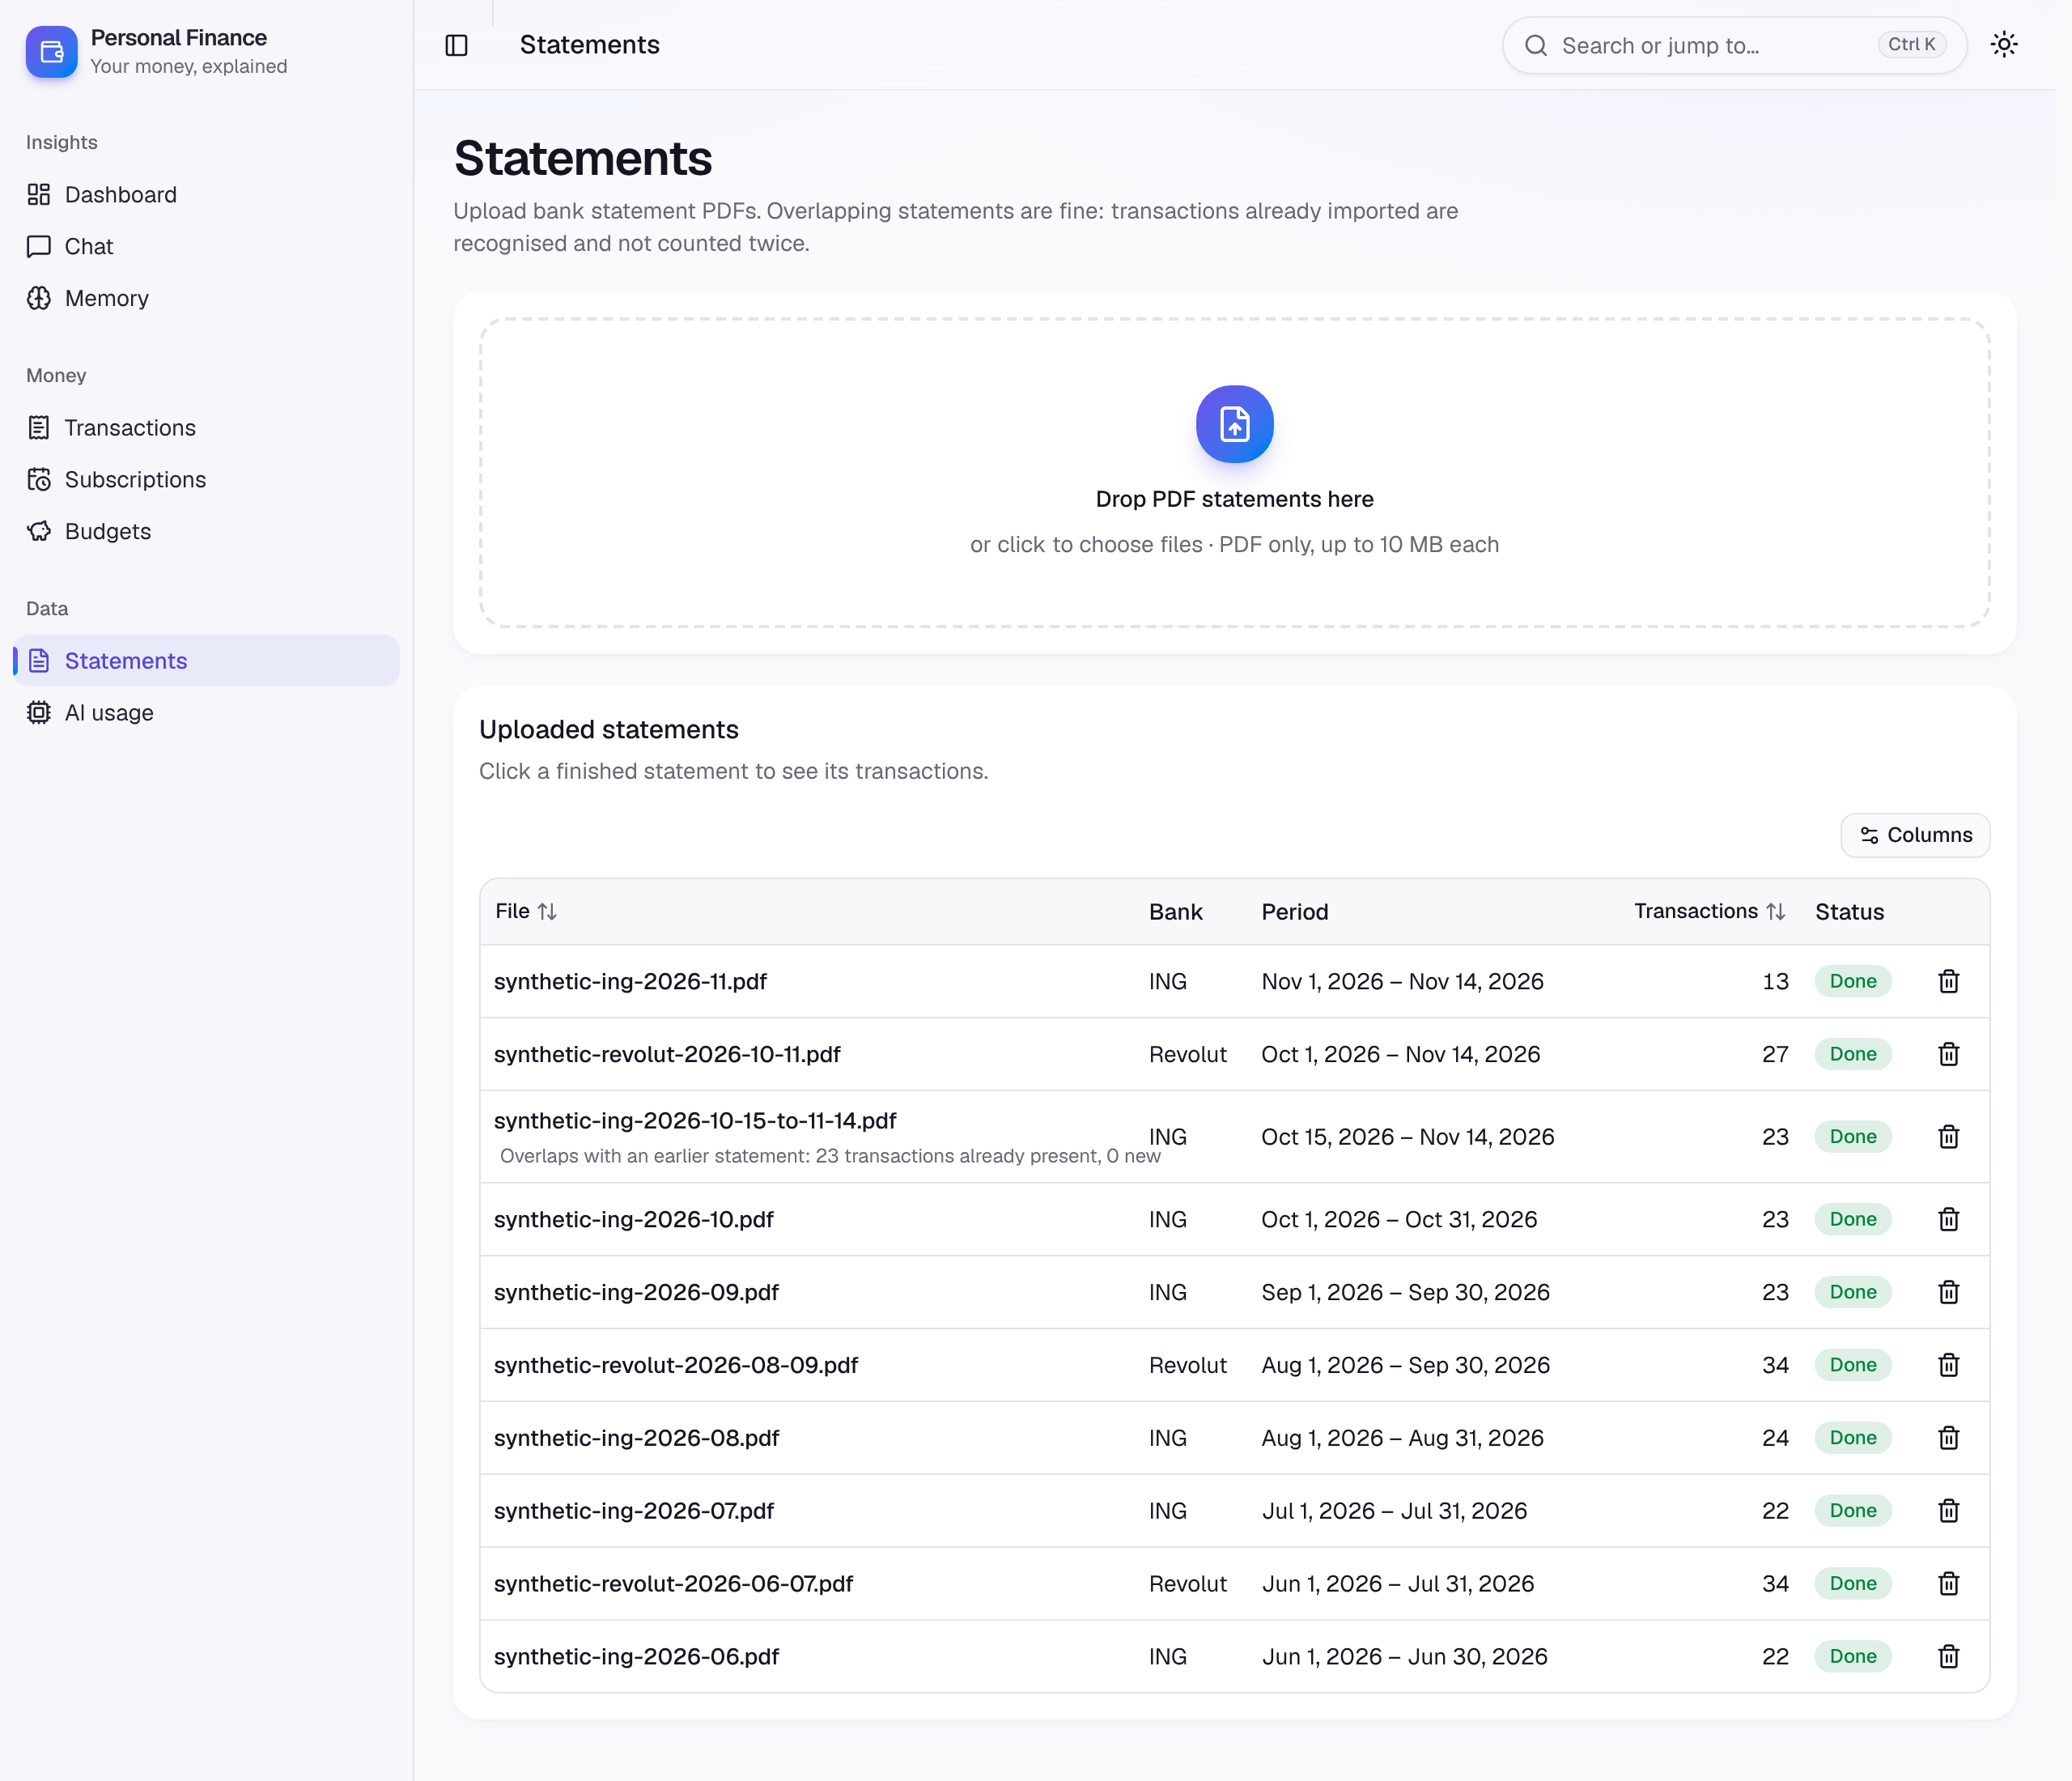 Personal Finance
Your money, explained
Insights
Dashboard
Chat
Memory
Money
Transactions
Subscriptions
Budgets
Data
Statements
AI usage
Statements
Search or jump to... Ctrl K
Statements
Upload bank statement PDFs. Overlapping statements are fine: transactions already imported are
recognised and not counted twice.
Drop PDF statements here
or click to choose files · PDF only, up to 10 MB each
Uploaded statements
Click a finished statement to see its transactions.
Columns
File Bank Period Transactions Status
synthetic-ing-2026-11.pdf ING Nov 1, 2026 – Nov 14, 2026 13 Done
synthetic-revolut-2026-10-11.pdf Revolut Oct 1, 2026 – Nov 14, 2026 27 Done
synthetic-ing-2026-10-15-to-11-14.pdf ING Oct 15, 2026 – Nov 14, 2026 23 Done
Overlaps with an earlier statement: 23 transactions already present, 0 new
synthetic-ing-2026-10.pdf ING Oct 1, 2026 – Oct 31, 2026 23 Done
synthetic-ing-2026-09.pdf ING Sep 1, 2026 – Sep 30, 2026 23 Done
synthetic-revolut-2026-08-09.pdf Revolut Aug 1, 2026 – Sep 30, 2026 34 Done
synthetic-ing-2026-08.pdf ING Aug 1, 2026 – Aug 31, 2026 24 Done
synthetic-ing-2026-07.pdf ING Jul 1, 2026 – Jul 31, 2026 22 Done
synthetic-revolut-2026-06-07.pdf Revolut Jun 1, 2026 – Jul 31, 2026 34 Done
synthetic-ing-2026-06.pdf ING Jun 1, 2026 – Jun 30, 2026 22 Done